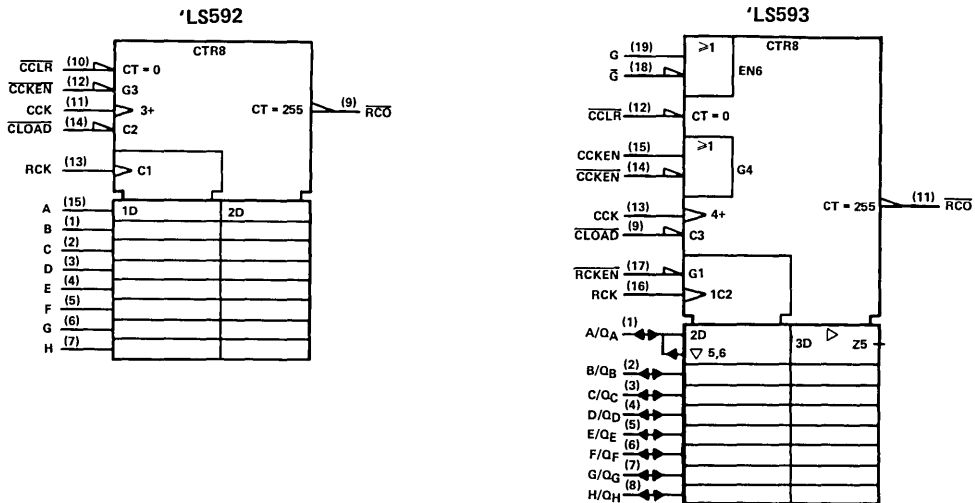 'LS592
CTR8
CCLR (10) CT = 0
CCKEN (12) G3
CCK (11) 3+
CT = 255 (9) RCO
CLOAD (14) C2
RCK (13) C1
A (15) 1D 2D
B (1)
C (2)
D (3)
E (4)
F (5)
G (6)
H (7)
'LS593
CTR8
G (19) ⩾1
G (18) EN6
CCLR (12) CT = 0
CCKEN (15) ⩾1
CCKEN (14) G4
CT = 255 (11) RCO
CCK (13) 4+
CLOAD (9) C3
RCKEN (17) G1
RCK (16) 1C2
A/QA (1) 2D 3D Z5
5,6
B/QB (2)
C/QC (3)
D/QD (4)
E/QE (5)
F/QF (6)
G/QG (7)
H/QH (8)